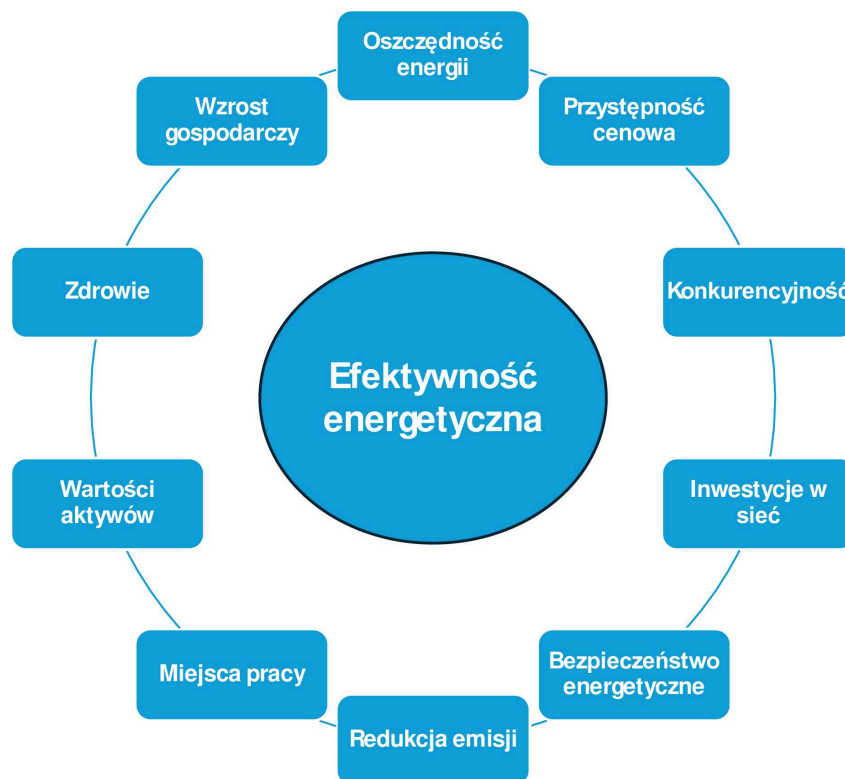 Oszczędność
energii
Przystępność
cenowa
Konkurencyjność
Inwestycje w
sieć
Bezpieczeństwo
energetyczne
Redukcja emisji
Miejsca pracy
Wartości
aktywów
Zdrowie
Wzrost
gospodarczy
Efektywność
energetyczna